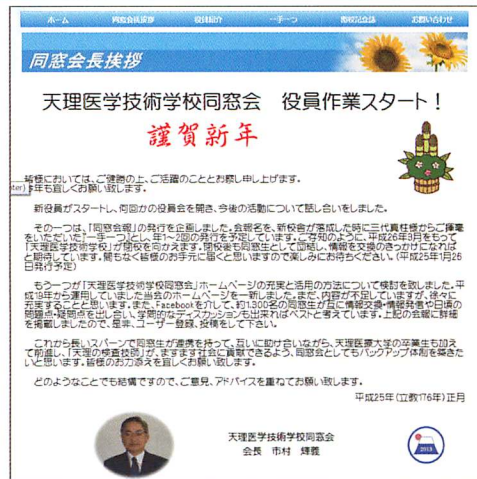 ホーム 同窓会長挨拶 役員紹介 一手一つ 閉校記念誌 お問い合わせ
同窓会長挨拶
天理医学技術学校同窓会 役員作業スタート！
謹賀新年
皆様においては、ご健勝の上、ご活躍のこととお慶し申し上げます。
本年も宜しくお願い致します。
新役員がスタートし、何回かの役員会を開き、今後の活動について話し合いをしました。
その一つは、「同窓会報」の発行を企画しました。会報名を、新校舎が落成した時に三代真柱様からご揮毫
をいただいた『一手一つ』とし、年1～2回の発行を予定しています。ご存知のように、平成26年3月をもって
「天理医学技術学校」が閉校を向かえます。閉校後も同窓生として団結し、情報を交換のきっかけになれば
と期待しています。間もなく皆様のお手元に届くと思いますので楽しみにお待ちください。（平成25年1月26
日発行予定）
もう一つが「天理医学技術学校同窓会」ホームページの充実と活用の方法について検討を致しました。平
成19年から運用していました当会のホームページを一新しました。まだ、内容が不足していますが、徐々に
充実することと思います。また、Facebookを介して、約1,300名の同窓生が互に情報交換・情報発信や日頃の
問題点・疑問点を出し合い、学問的なディスカッションも出来ればベストと考えています。上記の会報に詳細
を掲載しましたので、是非、ユーザー登録、投稿をして下さい。
これから長いスパーンで同窓生が連携を持って、互いに助け合いながら、天理医療大学の卒業生も加え
て前進し、「天理の検査技師」が、ますます社会に貢献できるよう、同窓会としてもバックアップ体制を築きた
いと思います。皆様のお力添えを宜しくお願い致します。
どのようなことでも結構ですので、ご意見、アドバイスを重ねてお願い致します。
平成25年（立教176年）正月
天理医学技術学校同窓会
会長 市村 輝義
2013